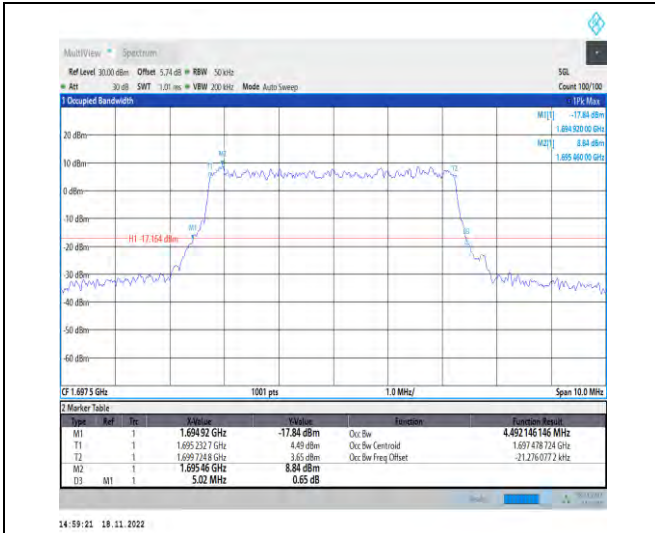 MultiView Spectrum
Ref Level 30.00 dBm Offset 5.74 dB RBW 50 kHz SGL
Att 30 dB SWT 1.01 ms VBW 200 kHz Mode Auto Sweep Count 100/100
1 Occupied Bandwidth 1Pk Max
M1[1] -17.84 dBm
1.694 920 00 GHz
M2[1] 8.84 dBm
1.695 460 00 GHz
20 dBm
M2
10 dBm
T1 T2
0 dBm
-10 dBm
M1
H1 -17.164 dBm
-20 dBm
-30 dBm
-40 dBm
-50 dBm
-60 dBm
CF 1.697 5 GHz 1001 pts 1.0 MHz/ Span 10.0 MHz
2 Marker Table
Type Ref Trc X-Value Y-Value Function Function Result
M1 1 1.694 92 GHz -17.84 dBm Occ Bw 4.492 146 146 MHz
T1 1 1.695 232 7 GHz 4.49 dBm Occ Bw Centroid 1.697 478 724 GHz
T2 1 1.699 724 8 GHz 3.65 dBm Occ Bw Freq Offset -21.276 077 2 kHz
M2 1 1.695 46 GHz 8.84 dBm
D3 M1 1 5.02 MHz 0.65 dB
14:59:21 18.11.2022